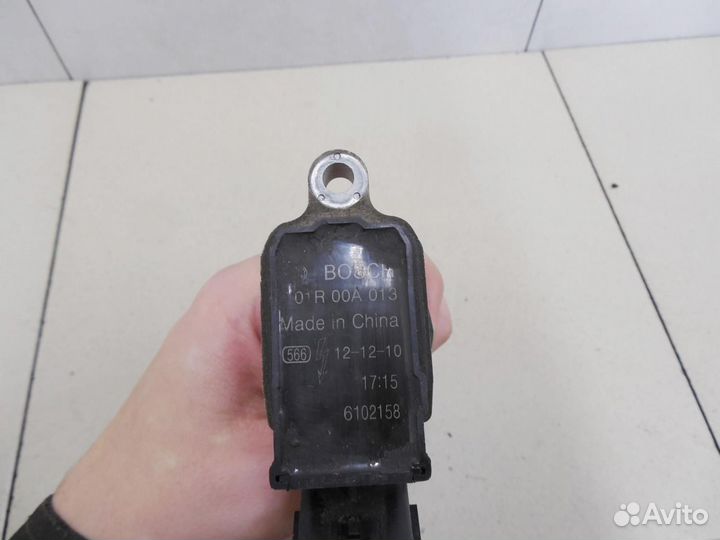 BOSCH
01R 00A 013
Made in China
566 12-12-10
17:15
6102158
Avito